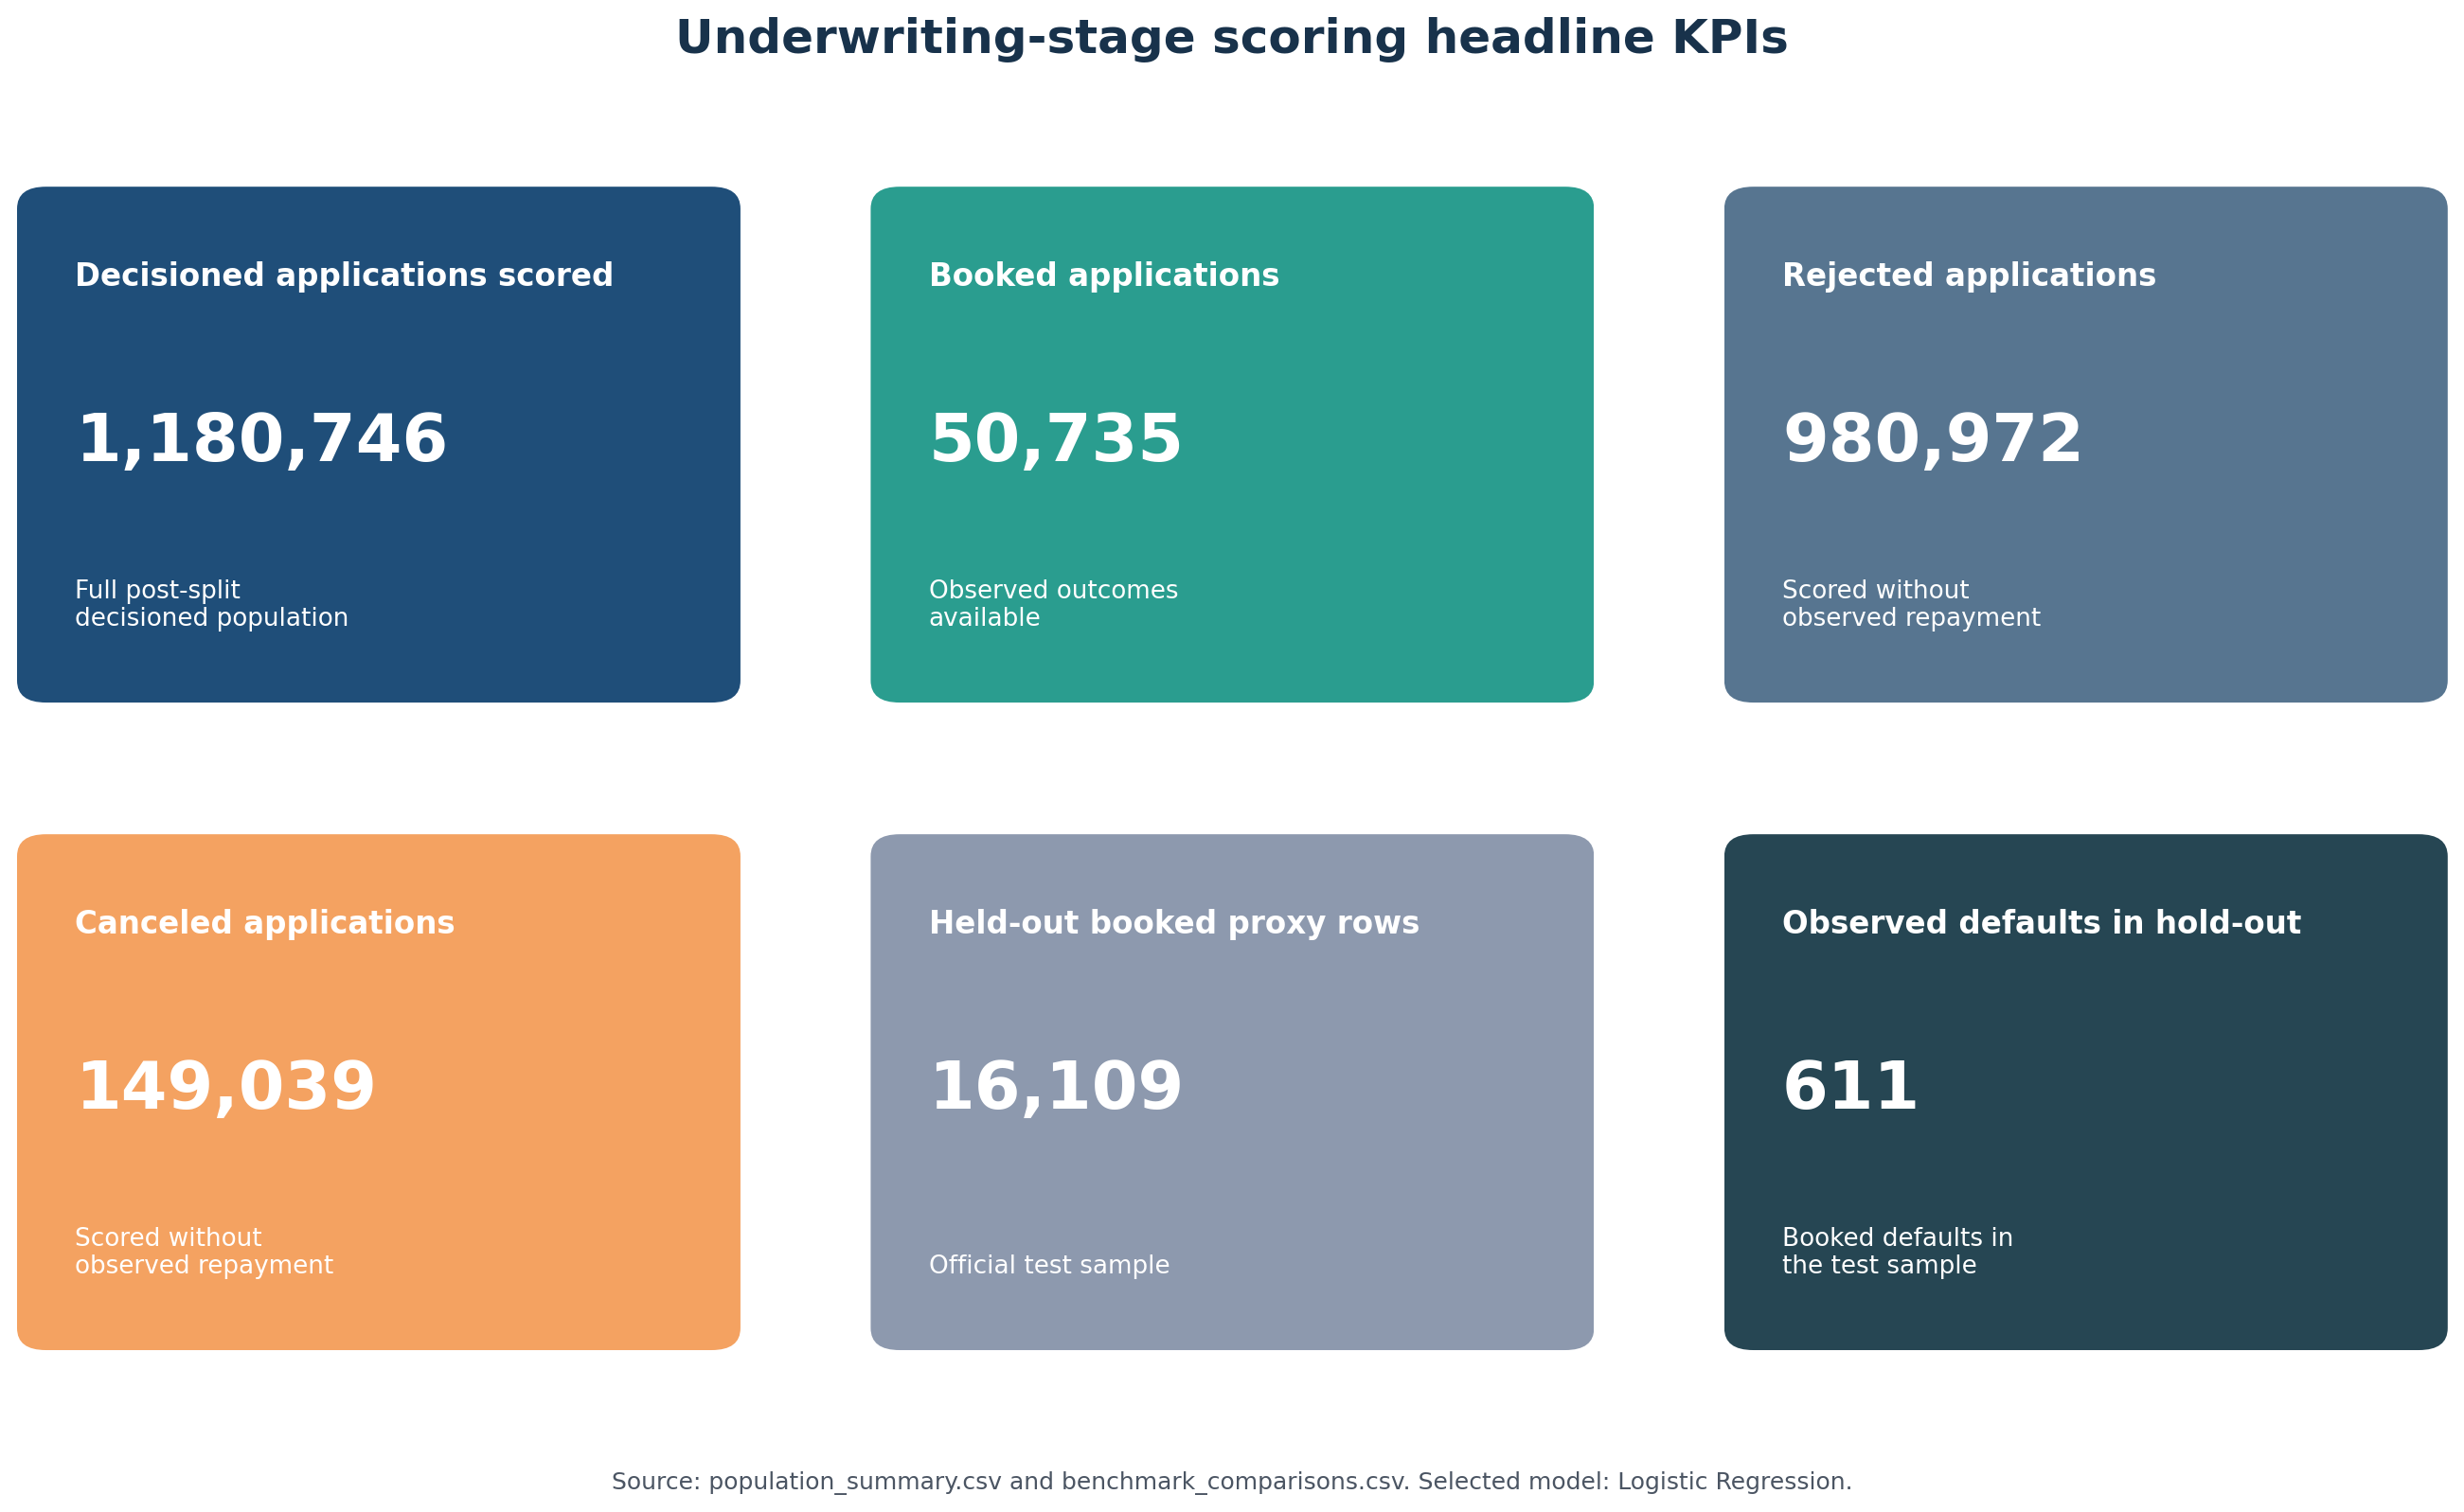 Underwriting-stage scoring headline KPIs
Decisioned applications scored
1,180,746
Full post-split
decisioned population
Booked applications
50,735
Observed outcomes
available
Rejected applications
980,972
Scored without
observed repayment
Canceled applications
149,039
Scored without
observed repayment
Held-out booked proxy rows
16,109
Official test sample
Observed defaults in hold-out
611
Booked defaults in
the test sample
Source: population_summary.csv and benchmark_comparisons.csv. Selected model: Logistic Regression.